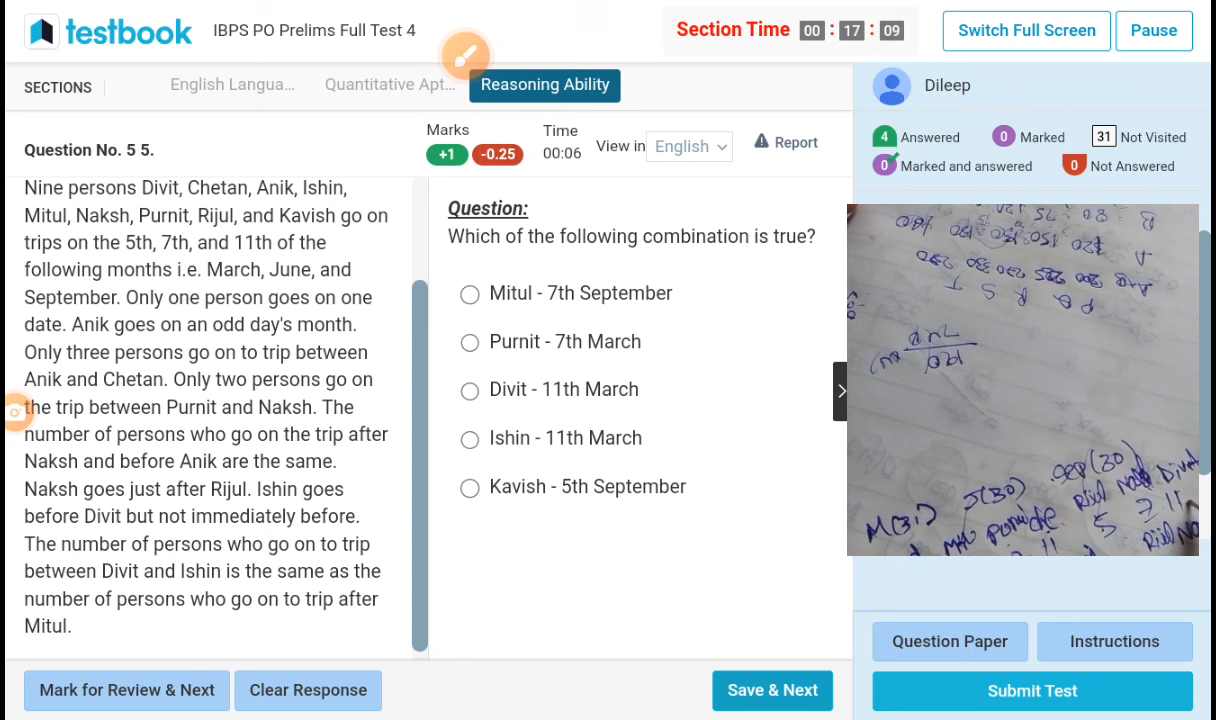 testbook IBPS PO Prelims Full Test 4
Section Time 00 : 17 : 09
Switch Full Screen
Pause
SECTIONS
English Langua...
Quantitative Apt...
Reasoning Ability
Dileep
Question No. 5 5.
Marks
+1 -0.25
Time
00:06
View in English
Report
4 Answered
0 Marked
31 Not Visited
0 Marked and answered
0 Not Answered
Nine persons Divit, Chetan, Anik, Ishin,
Mitul, Naksh, Purnit, Rijul, and Kavish go on
trips on the 5th, 7th, and 11th of the
following months i.e. March, June, and
September. Only one person goes on one
date. Anik goes on an odd day's month.
Only three persons go on to trip between
Anik and Chetan. Only two persons go on
the trip between Purnit and Naksh. The
number of persons who go on the trip after
Naksh and before Anik are the same.
Naksh goes just after Rijul. Ishin goes
before Divit but not immediately before.
The number of persons who go on to trip
between Divit and Ishin is the same as the
number of persons who go on to trip after
Mitul.
Question:
Which of the following combination is true?
Mitul - 7th September
Purnit - 7th March
Divit - 11th March
Ishin - 11th March
Kavish - 5th September
M(31) J(30) sep(30)
5 7 11
Mark for Review & Next
Clear Response
Save & Next
Question Paper
Instructions
Submit Test